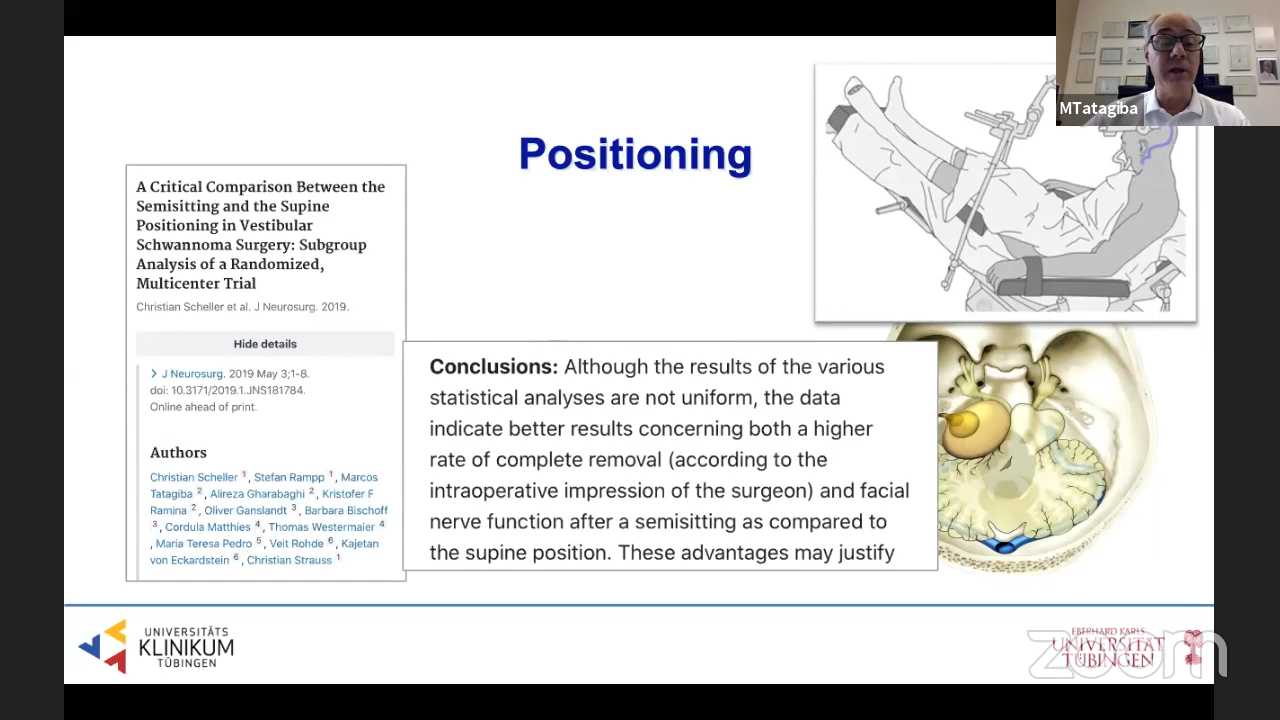 MTatagiba
Positioning
A Critical Comparison Between the
Semisitting and the Supine
Positioning in Vestibular
Schwannoma Surgery: Subgroup
Analysis of a Randomized,
Multicenter Trial
Christian Scheller et al. J Neurosurg. 2019.
Hide details
> J Neurosurg. 2019 May 3;1-8.
doi: 10.3171/2019.1.JNS181784.
Online ahead of print.
Authors
Christian Scheller 1 , Stefan Rampp 1 , Marcos
Tatagiba 2 , Alireza Gharabaghi 2 , Kristofer F
Ramina 2 , Oliver Ganslandt 3 , Barbara Bischoff
3 , Cordula Matthies 4 , Thomas Westermaier 4
, Maria Teresa Pedro 5 , Veit Rohde 6 , Kajetan
von Eckardstein 6 , Christian Strauss 1
Conclusions: Although the results of the various
statistical analyses are not uniform, the data
indicate better results concerning both a higher
rate of complete removal (according to the
intraoperative impression of the surgeon) and facial
nerve function after a semisitting as compared to
the supine position. These advantages may justify
UNIVERSITÄTS
KLINIKUM
TÜBINGEN
EBERHARD KARLS
UNIVERSITÄT
TÜBINGEN
zoom